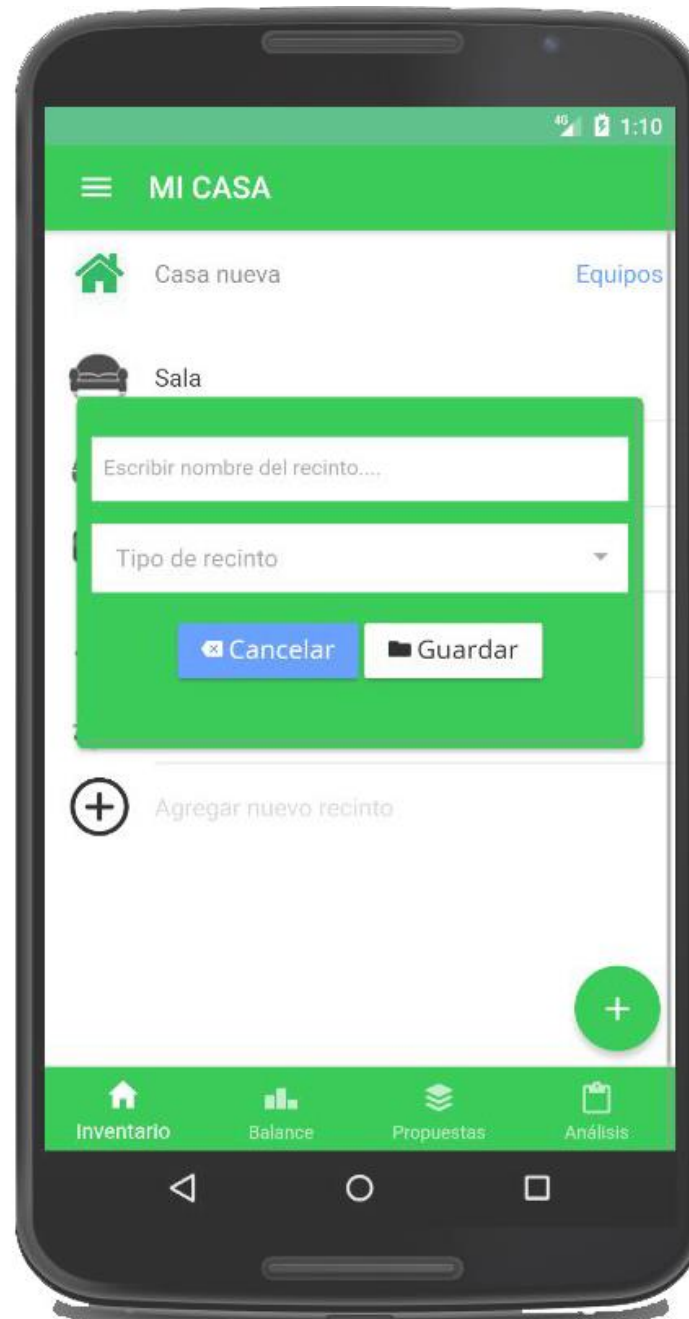 4G 1:10
MI CASA
Casa nueva Equipos
Sala
Escribir nombre del recinto....
Tipo de recinto
Cancelar Guardar
Agregar nuevo recinto
Inventario Balance Propuestas Análisis